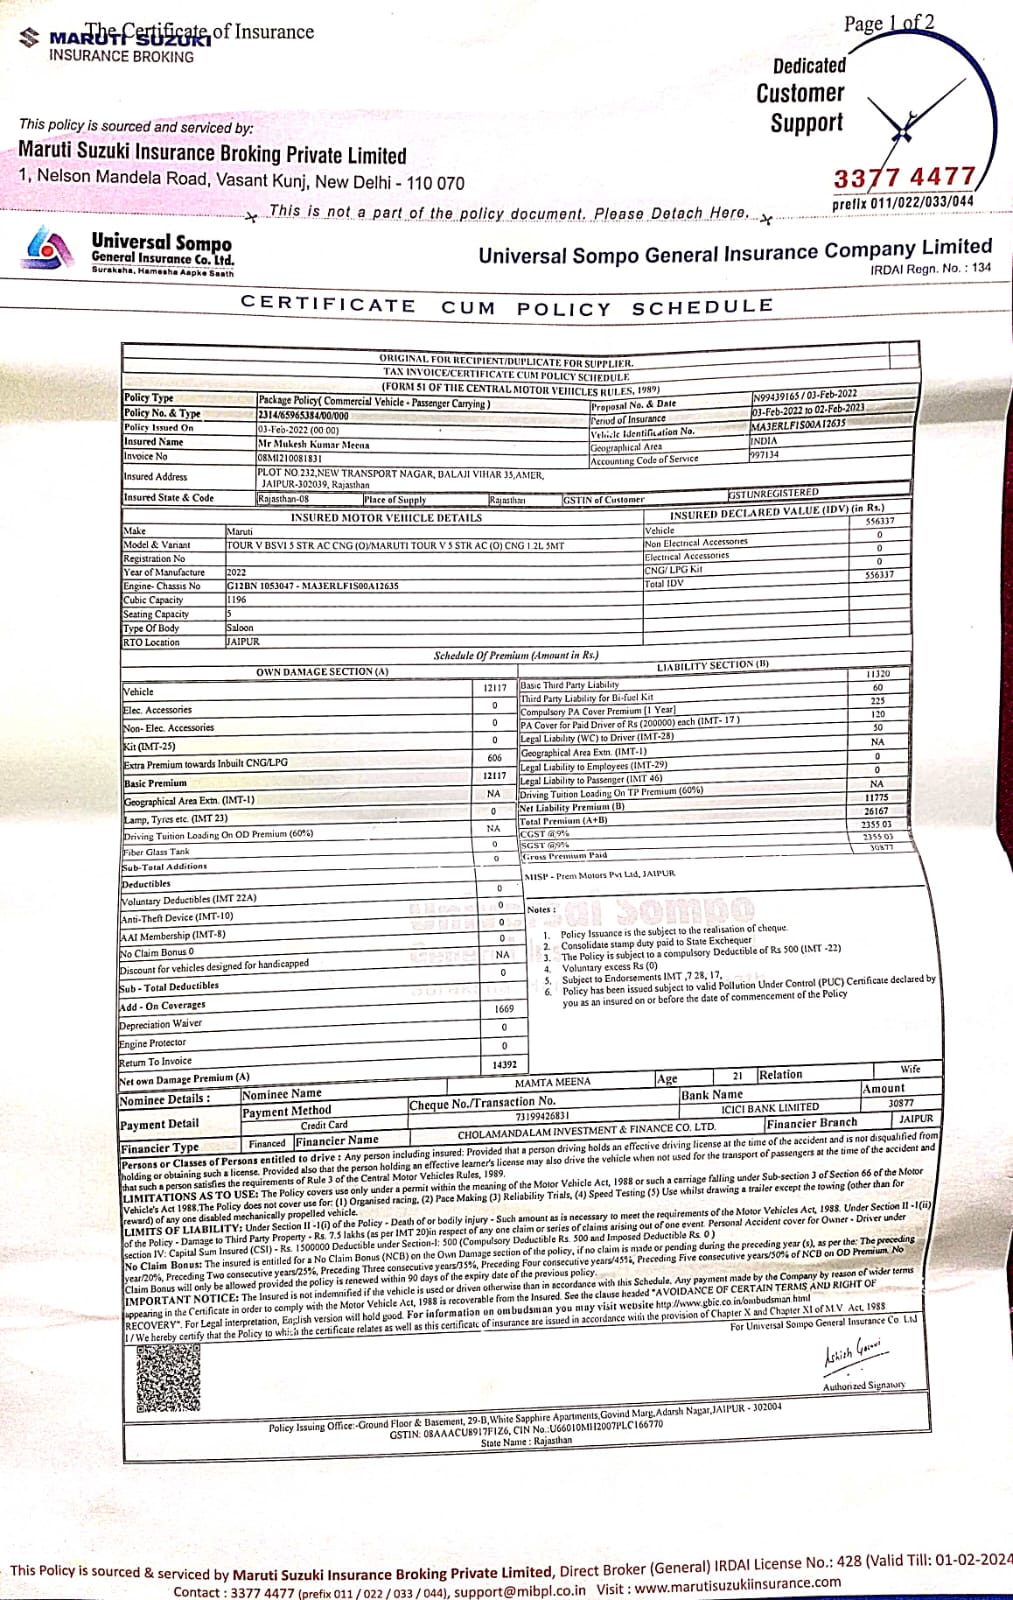 The Certificate of Insurance
Page 1 of 2
MARUTI SUZUKI
INSURANCE BROKING
Dedicated
Customer
Support
This policy is sourced and serviced by:
Maruti Suzuki Insurance Broking Private Limited
1, Nelson Mandela Road, Vasant Kunj, New Delhi - 110 070
3377 4477
prefix 011/022/033/044
This is not a part of the policy document. Please Detach Here.
Universal Sompo
General Insurance Co. Ltd.
Suraksha, Hamesha Aapke Saath
Universal Sompo General Insurance Company Limited
IRDAI Regn. No. : 134
CERTIFICATE CUM POLICY SCHEDULE
ORIGINAL FOR RECIPIENT/DUPLICATE FOR SUPPLIER.
TAX INVOICE/CERTIFICATE CUM POLICY SCHEDULE
(FORM 51 OF THE CENTRAL MOTOR VEHICLES RULES, 1989)
Policy Type Package Policy( Commercial Vehicle - Passenger Carrying ) Proposal No. & Date N99439165 / 03-Feb-2022
Policy No. & Type 2314/65965384/00/000 Period of Insurance 03-Feb-2022 to 02-Feb-2023
Policy Issued On 03-Feb-2022 (00 00) Vehicle Identification No. MA3ERLF1S00A12635
Insured Name Mr Mukesh Kumar Meena Geographical Area INDIA
Invoice No 08M1210081831 Accounting Code of Service 997134
Insured Address PLOT NO 232,NEW TRANSPORT NAGAR, BALAJI VIHAR 35,AMER,
JAIPUR-302039, Rajasthan
Insured State & Code Rajasthan-08 Place of Supply Rajasthan GSTIN of Customer GSTUNREGISTERED
INSURED MOTOR VEHICLE DETAILS INSURED DECLARED VALUE (IDV) (in Rs.)
Make Maruti Vehicle 556337
Model & Variant TOUR V BSVI 5 STR AC CNG (O)/MARUTI TOUR V 5 STR AC (O) CNG 1 2L 5MT Non Electrical Accessories 0
Registration No Electrical Accessories 0
Year of Manufacture 2022 CNG/ LPG Kit 0
Engine- Chassis No G12BN 1053047 - MA3ERLF1S00A12635 Total IDV 556337
Cubic Capacity 1196
Seating Capacity 5
Type Of Body Saloon
RTO Location JAIPUR
Schedule Of Premium (Amount in Rs.)
OWN DAMAGE SECTION (A)
Vehicle 12117
Elec. Accessories 0
Non- Elec. Accessories 0
Kit (IMT-25) 0
Extra Premium towards Inbuilt CNG/LPG 606
Basic Premium 12117
Geographical Area Extn. (IMT-1) NA
Lamp, Tyres etc. (IMT 23) 0
Driving Tuition Loading On OD Premium (60%) NA
Fiber Glass Tank 0
Sub-Total Additions 0
Deductibles
Voluntary Deductibles (IMT 22A) 0
Anti-Theft Device (IMT-10) 0
AAI Membership (IMT-8) 0
No Claim Bonus 0 0
Discount for vehicles designed for handicapped NA
Sub - Total Deductibles 0
Add - On Coverages
Depreciation Waiver 1669
Engine Protector 0
Return To Invoice 0
Net own Damage Premium (A) 14392
LIABILITY SECTION (B)
Basic Third Party Liability 11320
Third Party Liability for Bi-fuel Kit 60
Compulsory PA Cover Premium [1 Year] 225
PA Cover for Paid Driver of Rs (200000) each (IMT- 17 ) 120
Legal Liability (WC) to Driver (IMT-28) 50
Geographical Area Extn. (IMT-1) NA
Legal Liability to Employees (IMT-29) 0
Legal Liability to Passenger (IMT 46) 0
Driving Tuition Loading On TP Premium (60%) NA
Net Liability Premium (B) 11775
Total Premium (A+B) 26167
CGST @9% 2355 03
SGST @9% 2355 03
Gross Premium Paid 30877
MISP - Prem Motors Pvt Ltd, JAIPUR
Notes :
1. Policy Issuance is the subject to the realisation of cheque.
2. Consolidate stamp duty paid to State Exchequer
3. The Policy is subject to a compulsory Deductible of Rs 500 (IMT -22)
4. Voluntary excess Rs (0)
5. Subject to Endorsements IMT ,7 28, 17,
6. Policy has been issued subject to valid Pollution Under Control (PUC) Certificate declared by
you as an insured on or before the date of commencement of the Policy
Nominee Details : Nominee Name MAMTA MEENA Age 21 Relation Wife
Payment Detail Payment Method Cheque No./Transaction No. Bank Name Amount
Credit Card 73199426831 ICICI BANK LIMITED 30877
Financier Type Financed Financier Name CHOLAMANDALAM INVESTMENT & FINANCE CO. LTD. Financier Branch JAIPUR
Persons or Classes of Persons entitled to drive : Any person including insured: Provided that a person driving holds an effective driving license at the time of the accident and is not disqualified from
holding or obtaining such a license. Provided also that the person holding an effective learner's license may also drive the vehicle when not used for the transport of passengers at the time of the accident and
that such a person satisfies the requirements of Rule 3 of the Central Motor Vehicles Rules, 1989.
LIMITATIONS AS TO USE: The Policy covers use only under a permit within the meaning of the Motor Vehicle Act, 1988 or such a carriage falling under Sub-section 3 of Section 66 of the Motor
Vehicle's Act 1988.The Policy does not cover use for: (1) Organised racing, (2) Pace Making (3) Reliability Trials, (4) Speed Testing (5) Use whilst drawing a trailer except the towing (other than for
reward) of any one disabled mechanically propelled vehicle.
LIMITS OF LIABILITY: Under Section II -1(i) of the Policy - Death of or bodily injury - Such amount as is necessary to meet the requirements of the Motor Vehicles Act, 1988. Under Section II -1(ii)
of the Policy - Damage to Third Party Property - Rs. 7.5 lakhs (as per IMT 20)in respect of any one claim or series of claims arising out of one event. Personal Accident cover for Owner - Driver under
section IV: Capital Sum Insured (CSI) - Rs. 1500000 Deductible under Section-I: 500 (Compulsory Deductible Rs. 500 and Imposed Deductible Rs. 0 )
No Claim Bonus: The insured is entitled for a No Claim Bonus (NCB) on the Own Damage section of the policy, if no claim is made or pending during the preceding year (s), as per the: The preceding
year/20%, Preceding Two consecutive years/25%, Preceding Three consecutive years/35%, Preceding Four consecutive years/45%, Preceding Five consecutive years/50% of NCB on OD Premium. No
Claim Bonus will only be allowed provided the policy is renewed within 90 days of the expiry date of the previous policy.
IMPORTANT NOTICE: The Insured is not indemnified if the vehicle is used or driven otherwise than in accordance with this Schedule. Any payment made by the Company by reason of wider terms
appearing in the Certificate in order to comply with the Motor Vehicle Act, 1988 is recoverable from the Insured. See the clause headed "AVOIDANCE OF CERTAIN TERMS AND RIGHT OF
RECOVERY". For Legal interpretation, English version will hold good. For information on ombudsman you may visit website http://www.gbic.co.in/ombudsman.html
I / We hereby certify that the Policy to which the certificate relates as well as this certificate of insurance are issued in accordance with the provision of Chapter X and Chapter XI of M.V. Act, 1988
For Universal Sompo General Insurance Co. Ltd
Authorized Signatory
Policy Issuing Office:-Ground Floor & Basement, 29-B,White Sapphire Apartments,Govind Marg,Adarsh Nagar,JAIPUR - 302004
GSTIN: 08AAACU8917F1Z6, CIN No.:U66010MH2007PLC166770
State Name : Rajasthan
This Policy is sourced & serviced by Maruti Suzuki Insurance Broking Private Limited, Direct Broker (General) IRDAI License No.: 428 (Valid Till: 01-02-2024
Contact : 3377 4477 (prefix 011 / 022 / 033 / 044), support@mibpl.co.in Visit : www.marutisuzukiinsurance.com